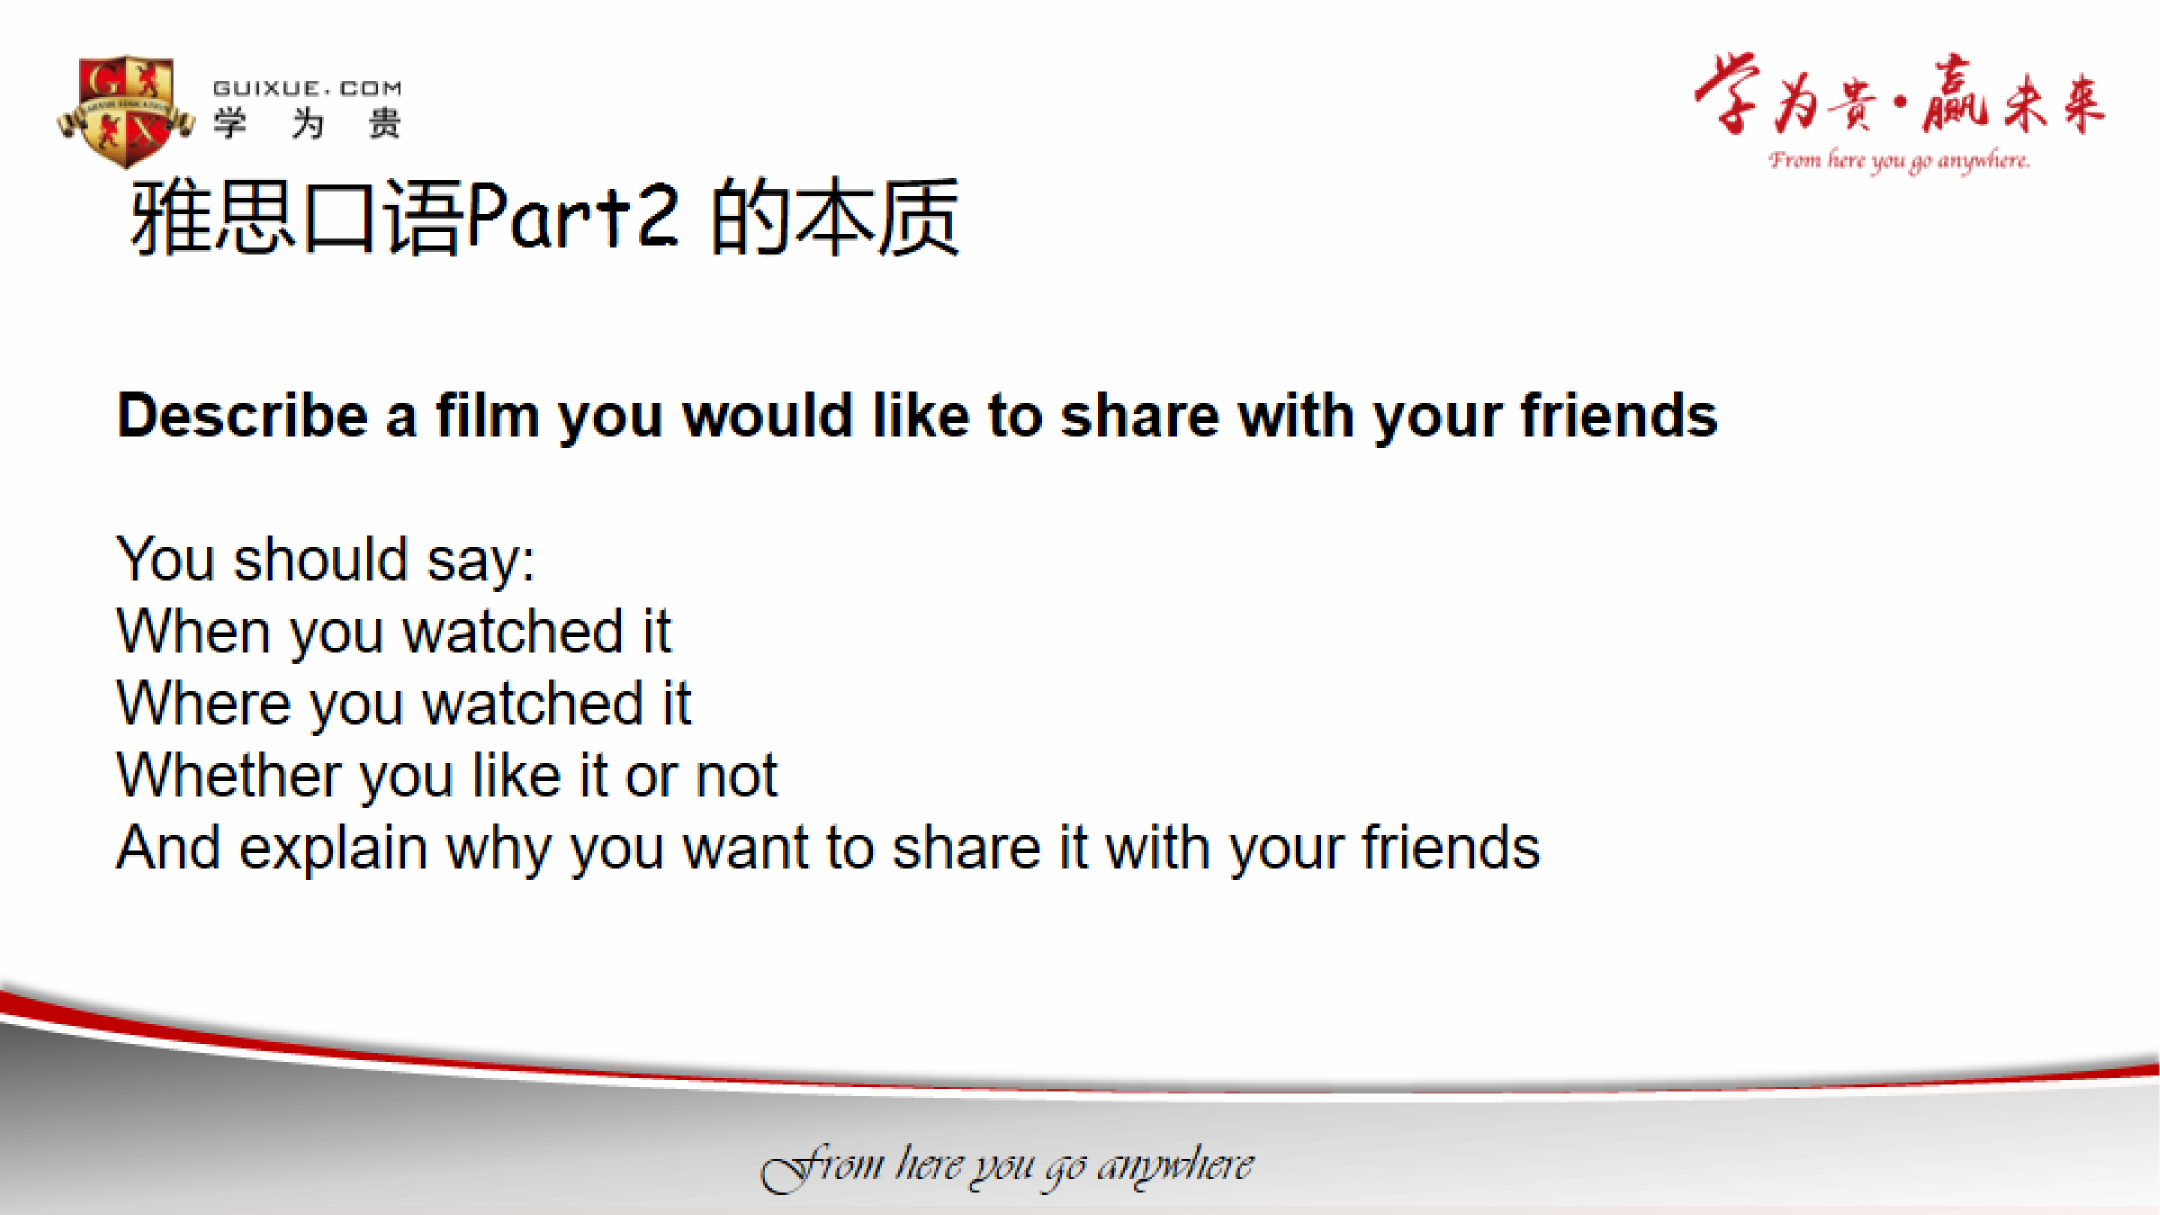 GUIXUE.COM
学为贵
学为贵·赢未来
From here you go anywhere.
雅思口语Part2 的本质
Describe a film you would like to share with your friends
You should say:
When you watched it
Where you watched it
Whether you like it or not
And explain why you want to share it with your friends
From here you go anywhere